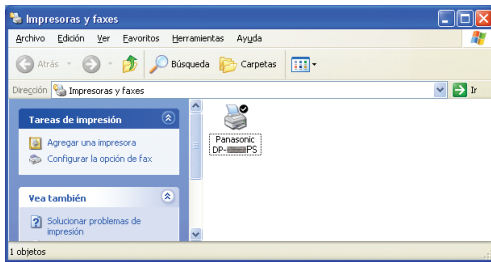 Impresoras y faxes
Archivo Edición Ver Favoritos Herramientas Ayuda
Atrás Búsqueda Carpetas
Dirección Impresoras y faxes Ir
Tareas de impresión
Agregar una impresora
Configurar la opción de fax
Vea también
Solucionar problemas de
impresión
Panasonic
DP- PS
1 objetos